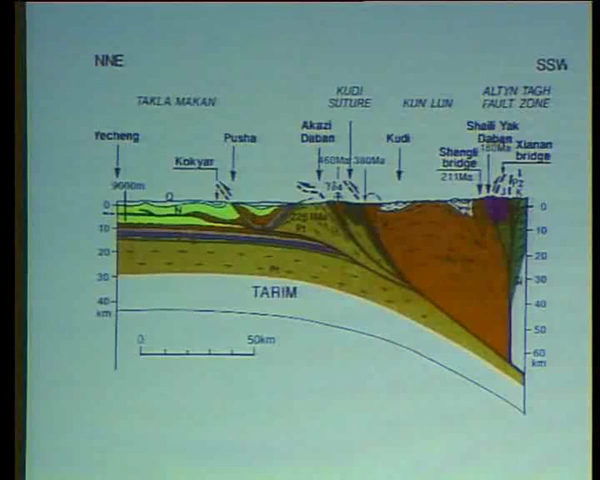 NNE
SSW
TAKLA MAKAN
KUDI
SUTURE
KUN LUN
ALTYN TAGH
FAULT ZONE
Yecheng
Kokyar
Pusha
Akazi
Daban
Kudi
Shengli
bridge
Shaili Yak
Daban
Xianan
bridge
460Ma
380Ma
211Ma
180Ma
9000m
Q
N
Pt
Pt
0
10
20
30
40
km
TARIM
0
50km
0
10
20
30
40
50
60
km